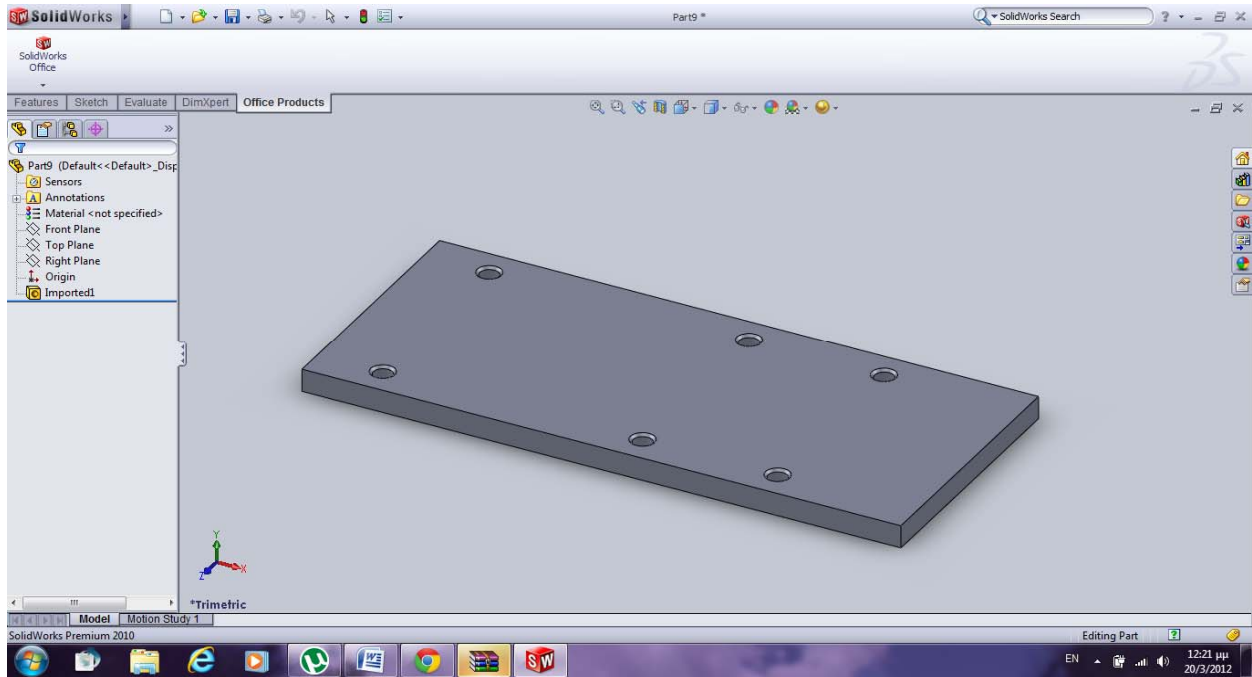 SolidWorks
Part9 *
SolidWorks Search
SolidWorks
Office
Features Sketch Evaluate DimXpert Office Products
Part9 (Default<<Default>_Disp
Sensors
Annotations
Material <not specified>
Front Plane
Top Plane
Right Plane
Origin
Imported1
Y
X
Z
*Trimetric
Model Motion Study 1
SolidWorks Premium 2010
Editing Part
EN
12:21 μμ
20/3/2012